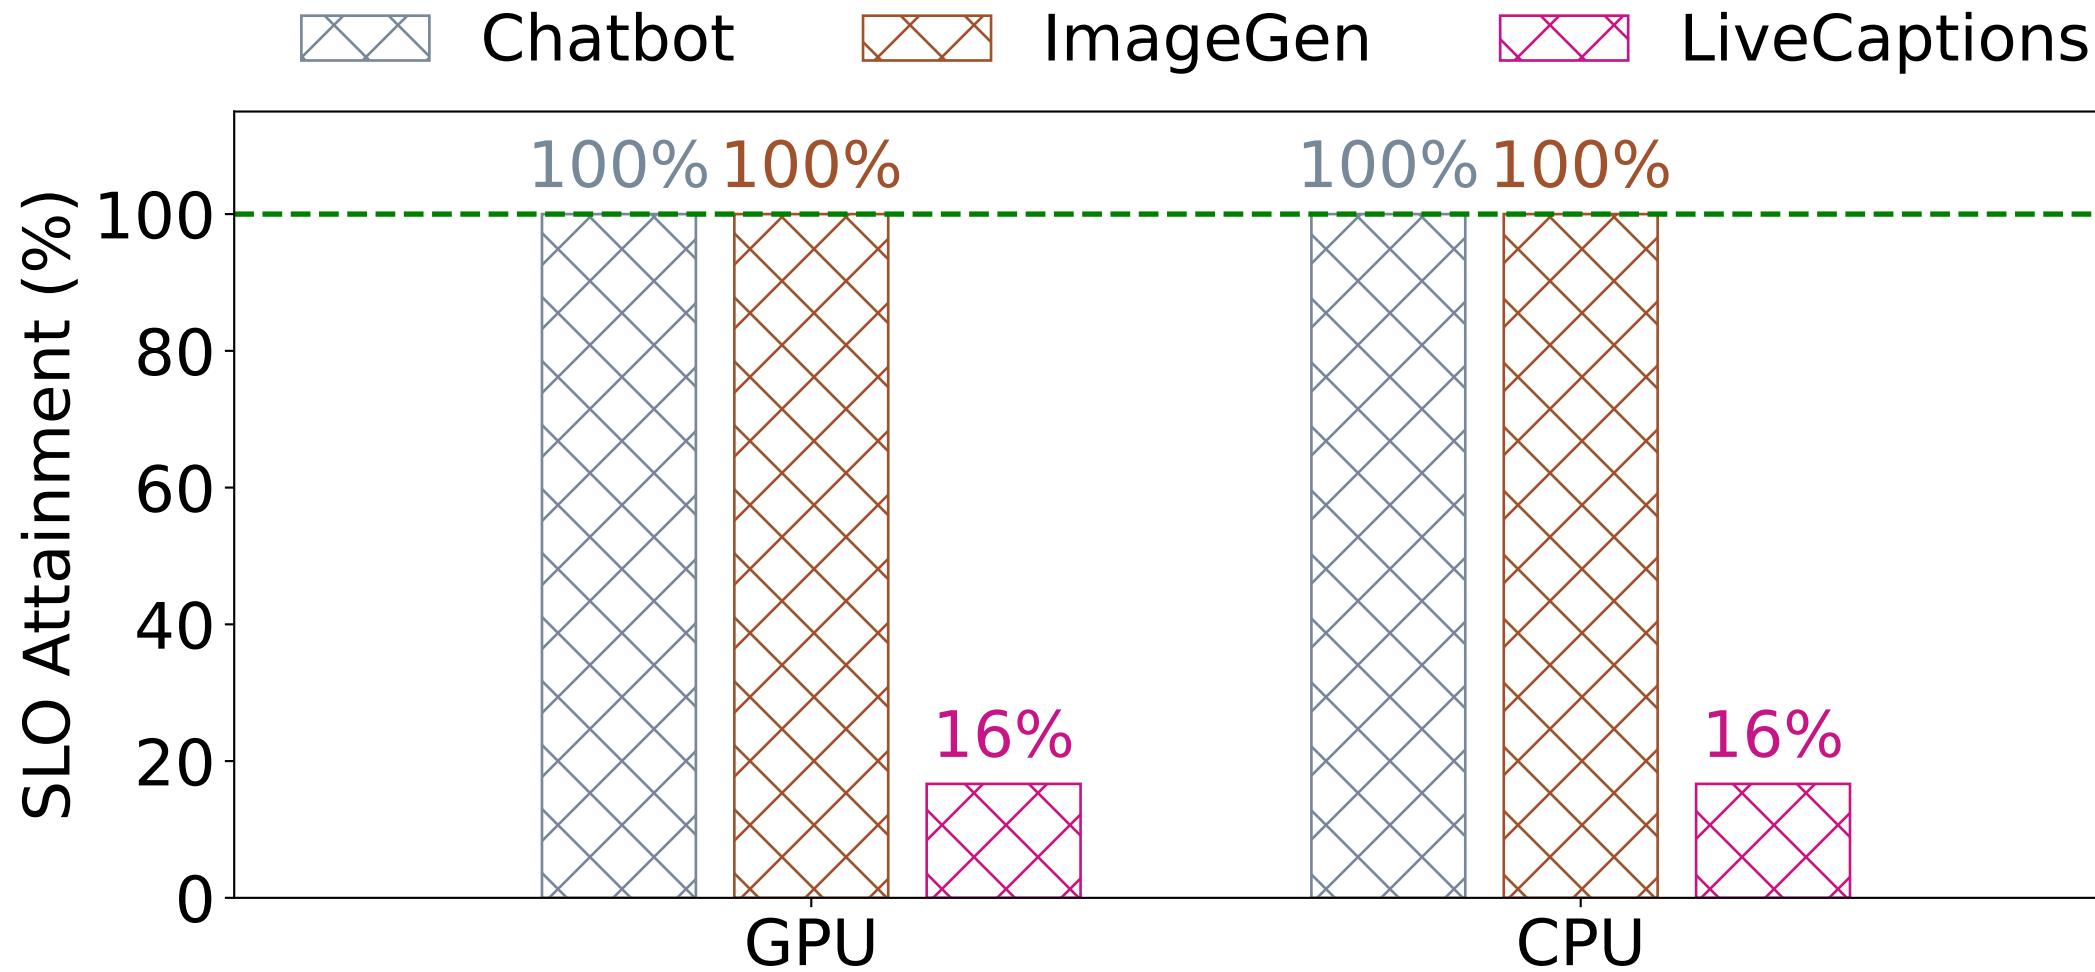 Chatbot ImageGen LiveCaptions
SLO Attainment (%)
100
80
60
40
20
0
100% 100% 16%
100% 100% 16%
GPU CPU